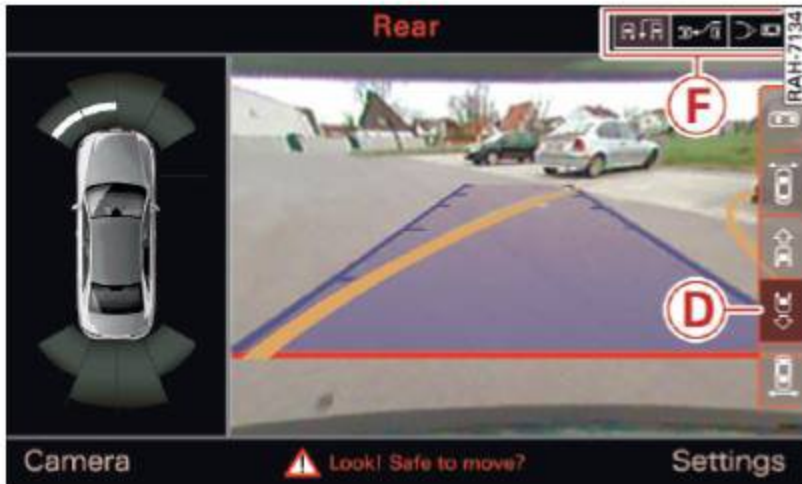 Rear
RAH-7134
F
D
Camera
Look! Safe to move?
Settings